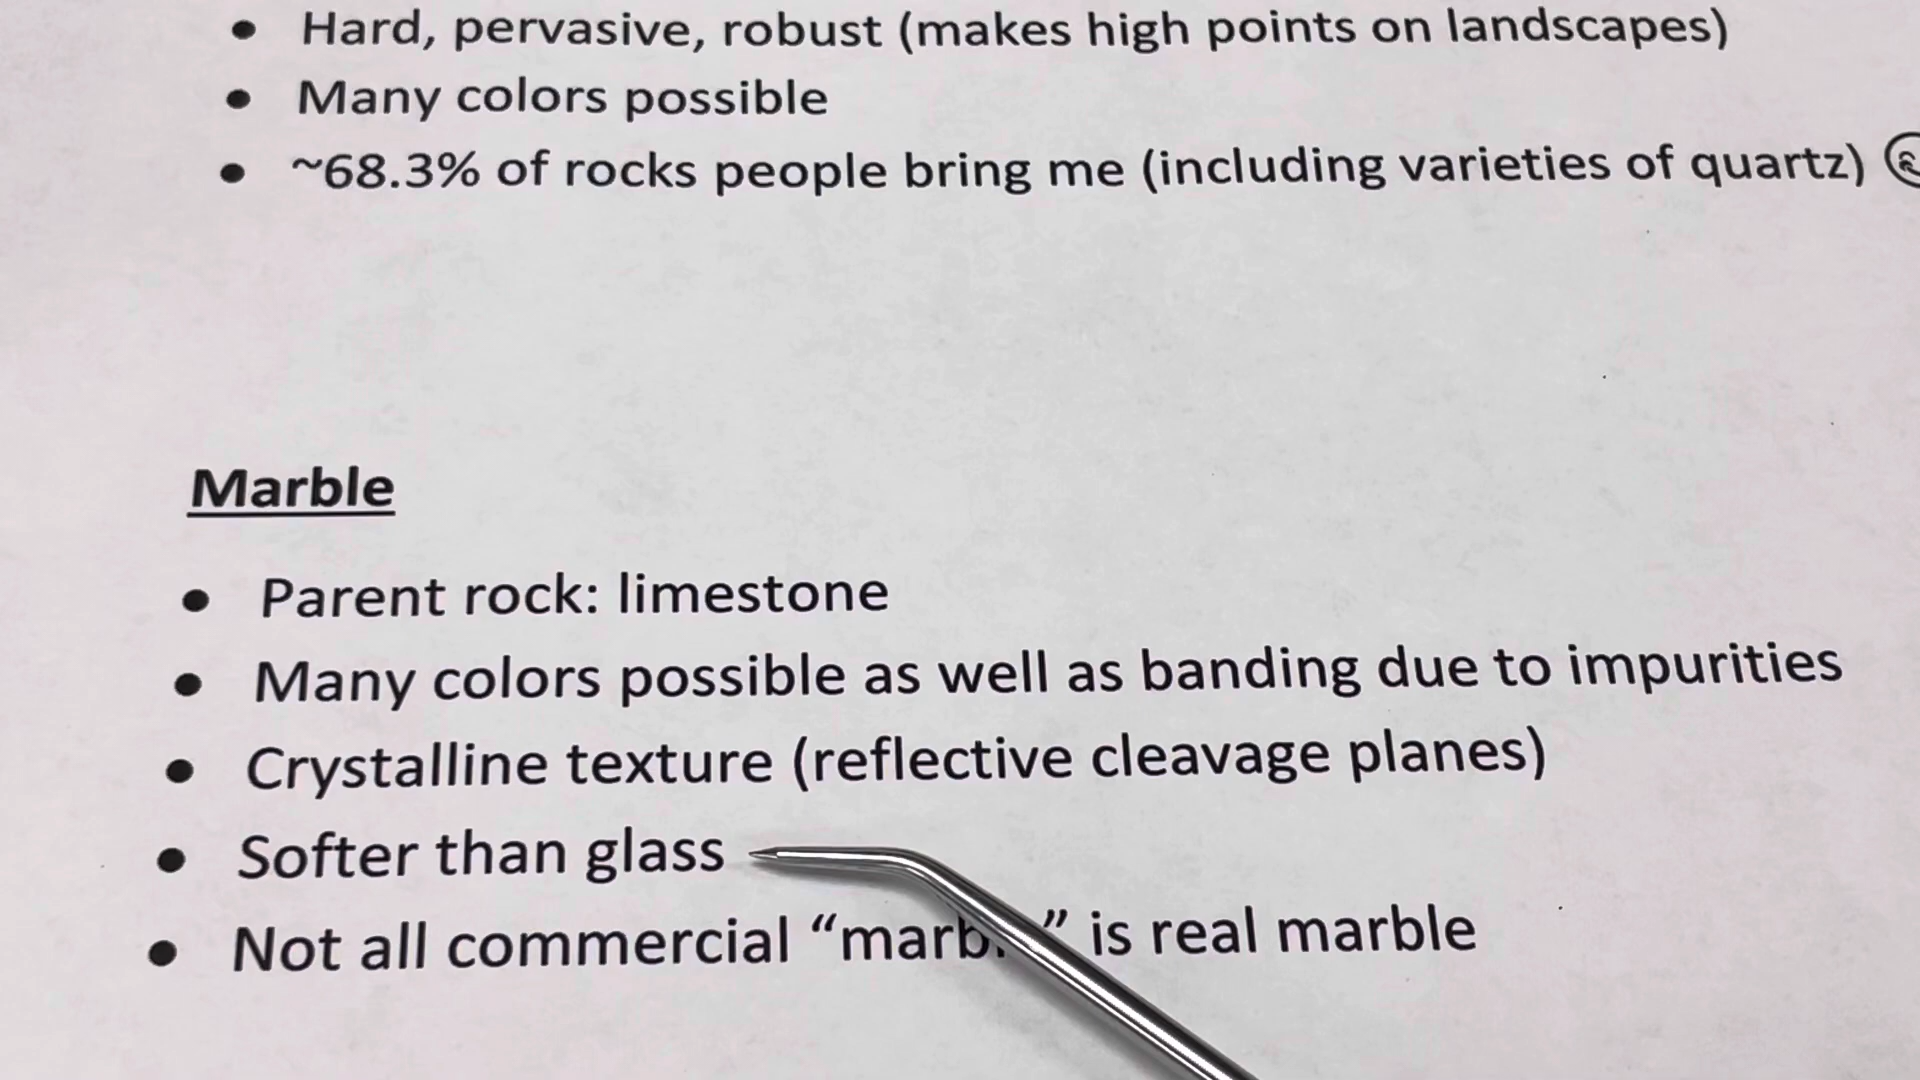 • Hard, pervasive, robust (makes high points on landscapes)
• Many colors possible
• ~68.3% of rocks people bring me (including varieties of quartz)
Marble
• Parent rock: limestone
• Many colors possible as well as banding due to impurities
• Crystalline texture (reflective cleavage planes)
• Softer than glass
• Not all commercial “marb” is real marble